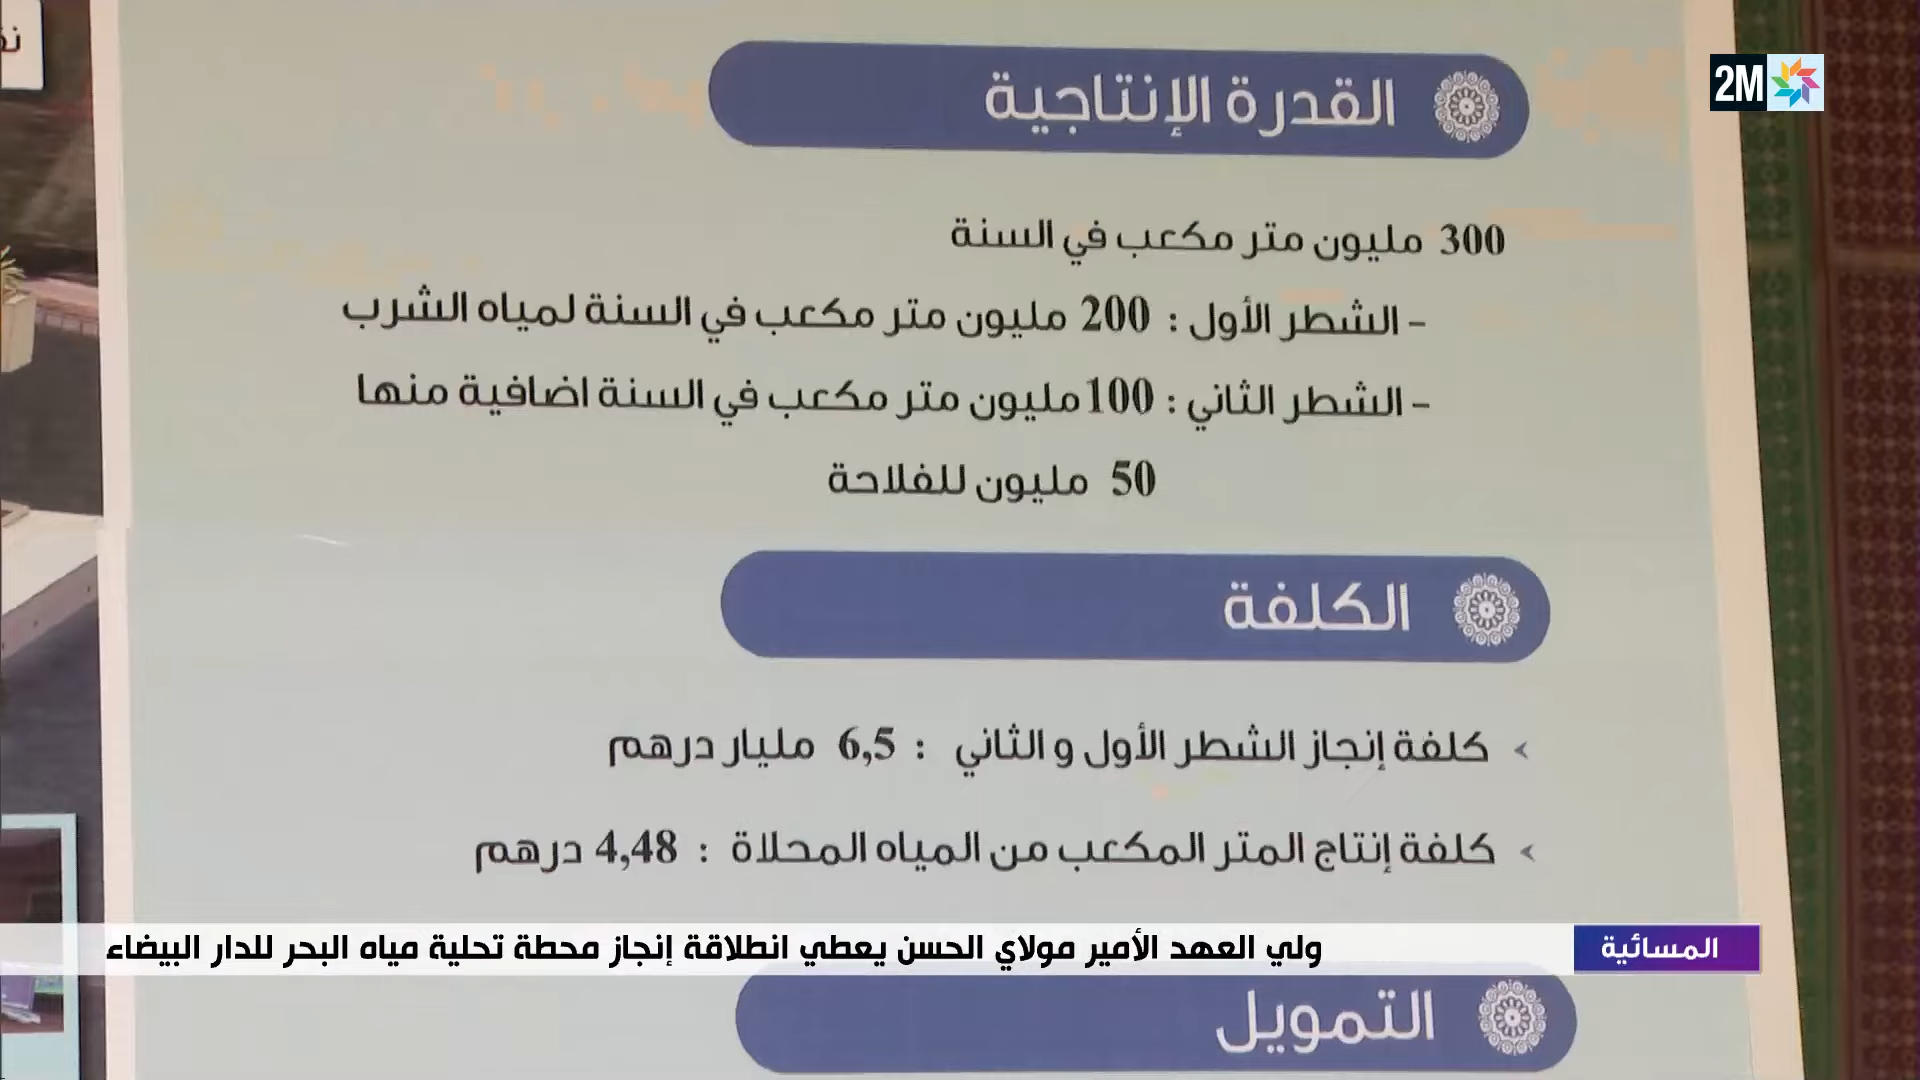 2M
القدرة الإنتاجية
300 مليون متر مكعب في السنة
- الشطر الأول : 200 مليون متر مكعب في السنة لمياه الشرب
- الشطر الثاني : 100مليون متر مكعب في السنة اضافية منها
50 مليون للفلاحة
الكلفة
كلفة إنجاز الشطر الأول و الثاني : 6,5 مليار درهم
كلفة إنتاج المتر المكعب من المياه المحلاة : 4,48 درهم
المسائية
ولي العهد الأمير مولاي الحسن يعطي انطلاقة إنجاز محطة تحلية مياه البحر للدار البيضاء
التمويل